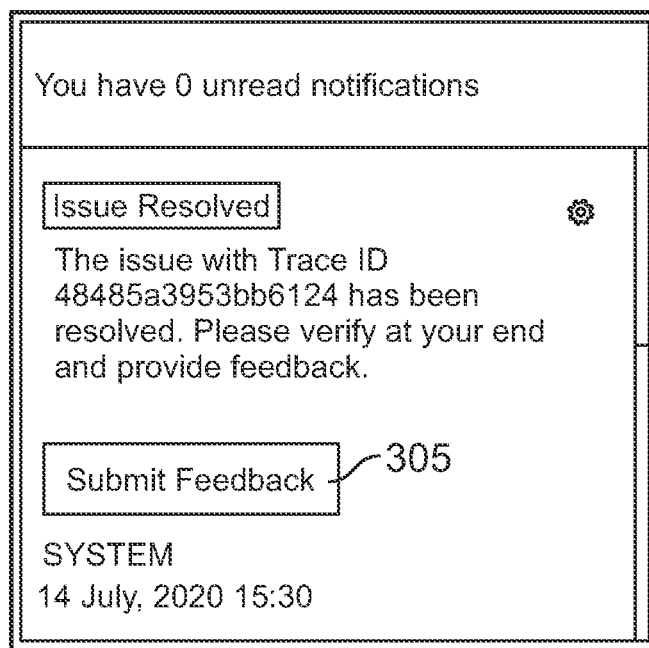 You have 0 unread notifications
Issue Resolved
The issue with Trace ID
48485a3953bb6124 has been
resolved. Please verify at your end
and provide feedback.
Submit Feedback
305
SYSTEM
14 July, 2020 15:30